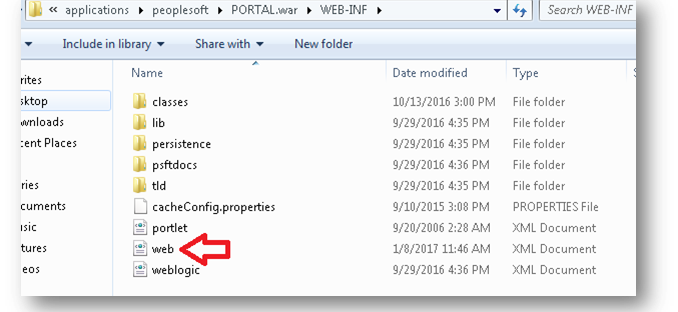 « applications ▸ peoplesoft ▸ PORTAL.war ▸ WEB-INF ▸ Search WEB-INF
Include in library Share with New folder
rites Name Date modified Type
sktop classes 10/13/2016 3:00 PM File folder
wnloads lib 9/29/2016 4:35 PM File folder
cent Places persistence 9/29/2016 4:35 PM File folder
psftdocs 9/29/2016 4:36 PM File folder
ries tld 9/29/2016 4:35 PM File folder
cuments cacheConfig.properties 9/10/2015 3:08 PM PROPERTIES File
usic portlet 9/20/2006 2:28 AM XML Document
tures web 1/8/2017 11:46 AM XML Document
eos weblogic 9/29/2016 4:36 PM XML Document